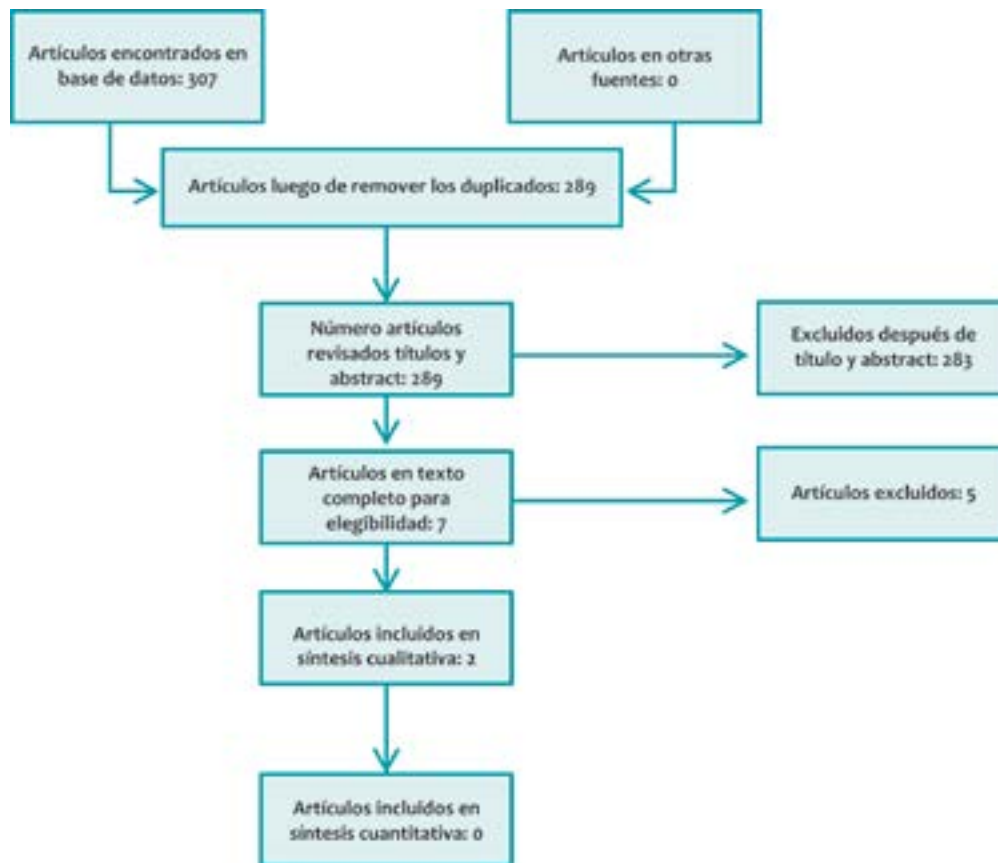 Artículos encontrados en
base de datos: 307
Artículos en otras
fuentes: 0
Artículos luego de remover los duplicados: 289
Número artículos
revisados títulos y
abstract: 289
Excluidos después de
título y abstract: 283
Artículos en texto
completo para
elegibilidad: 7
Artículos excluidos: 5
Artículos incluidos en
síntesis cualitativa: 2
Artículos incluidos en
síntesis cuantitativa: 0